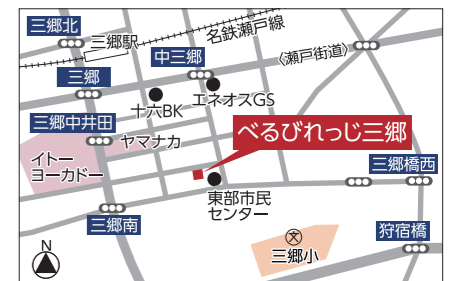 三郷北
三郷駅
名鉄瀬戸線
〈瀬戸街道〉
中三郷
三郷
十六BK
エネオスGS
三郷中井田
ヤマナカ
べるびれっじ三郷
イトー
ヨーカドー
三郷橋西
東部市民
センター
三郷南
文
三郷小
狩宿橋
N